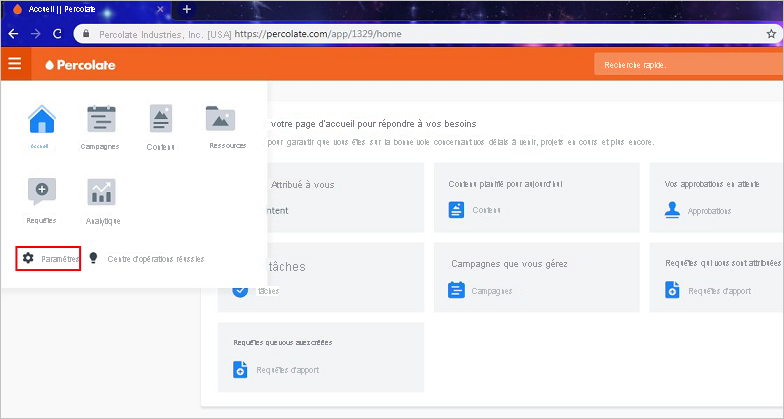 Accueil || Percolate
Percolate Industries, Inc. [USA] https://percolate.com/app/1329/home
Percolate
Recherche rapide.
votre page d'accueil pour répondre à vos besoins
pour garantir que vous êtes sur la bonne voie concernant vos délais à venir, projets en cours et plus encore.
Accueil
Campagnes
Contenu
Ressources
Requêtes
Analytique
Paramètres
Centre d'opérations réussies
Attribué à vous
ntent
Contenu planifié pour aujourd'hui
Contenu
Vos approbations en attente
Approbations
tâches
tâches
Campagnes que vous gérez
Campagnes
Requêtes qui vous sont attribuées
Requêtes d'apport
Requêtes que vous avez créées
Requêtes d'apport